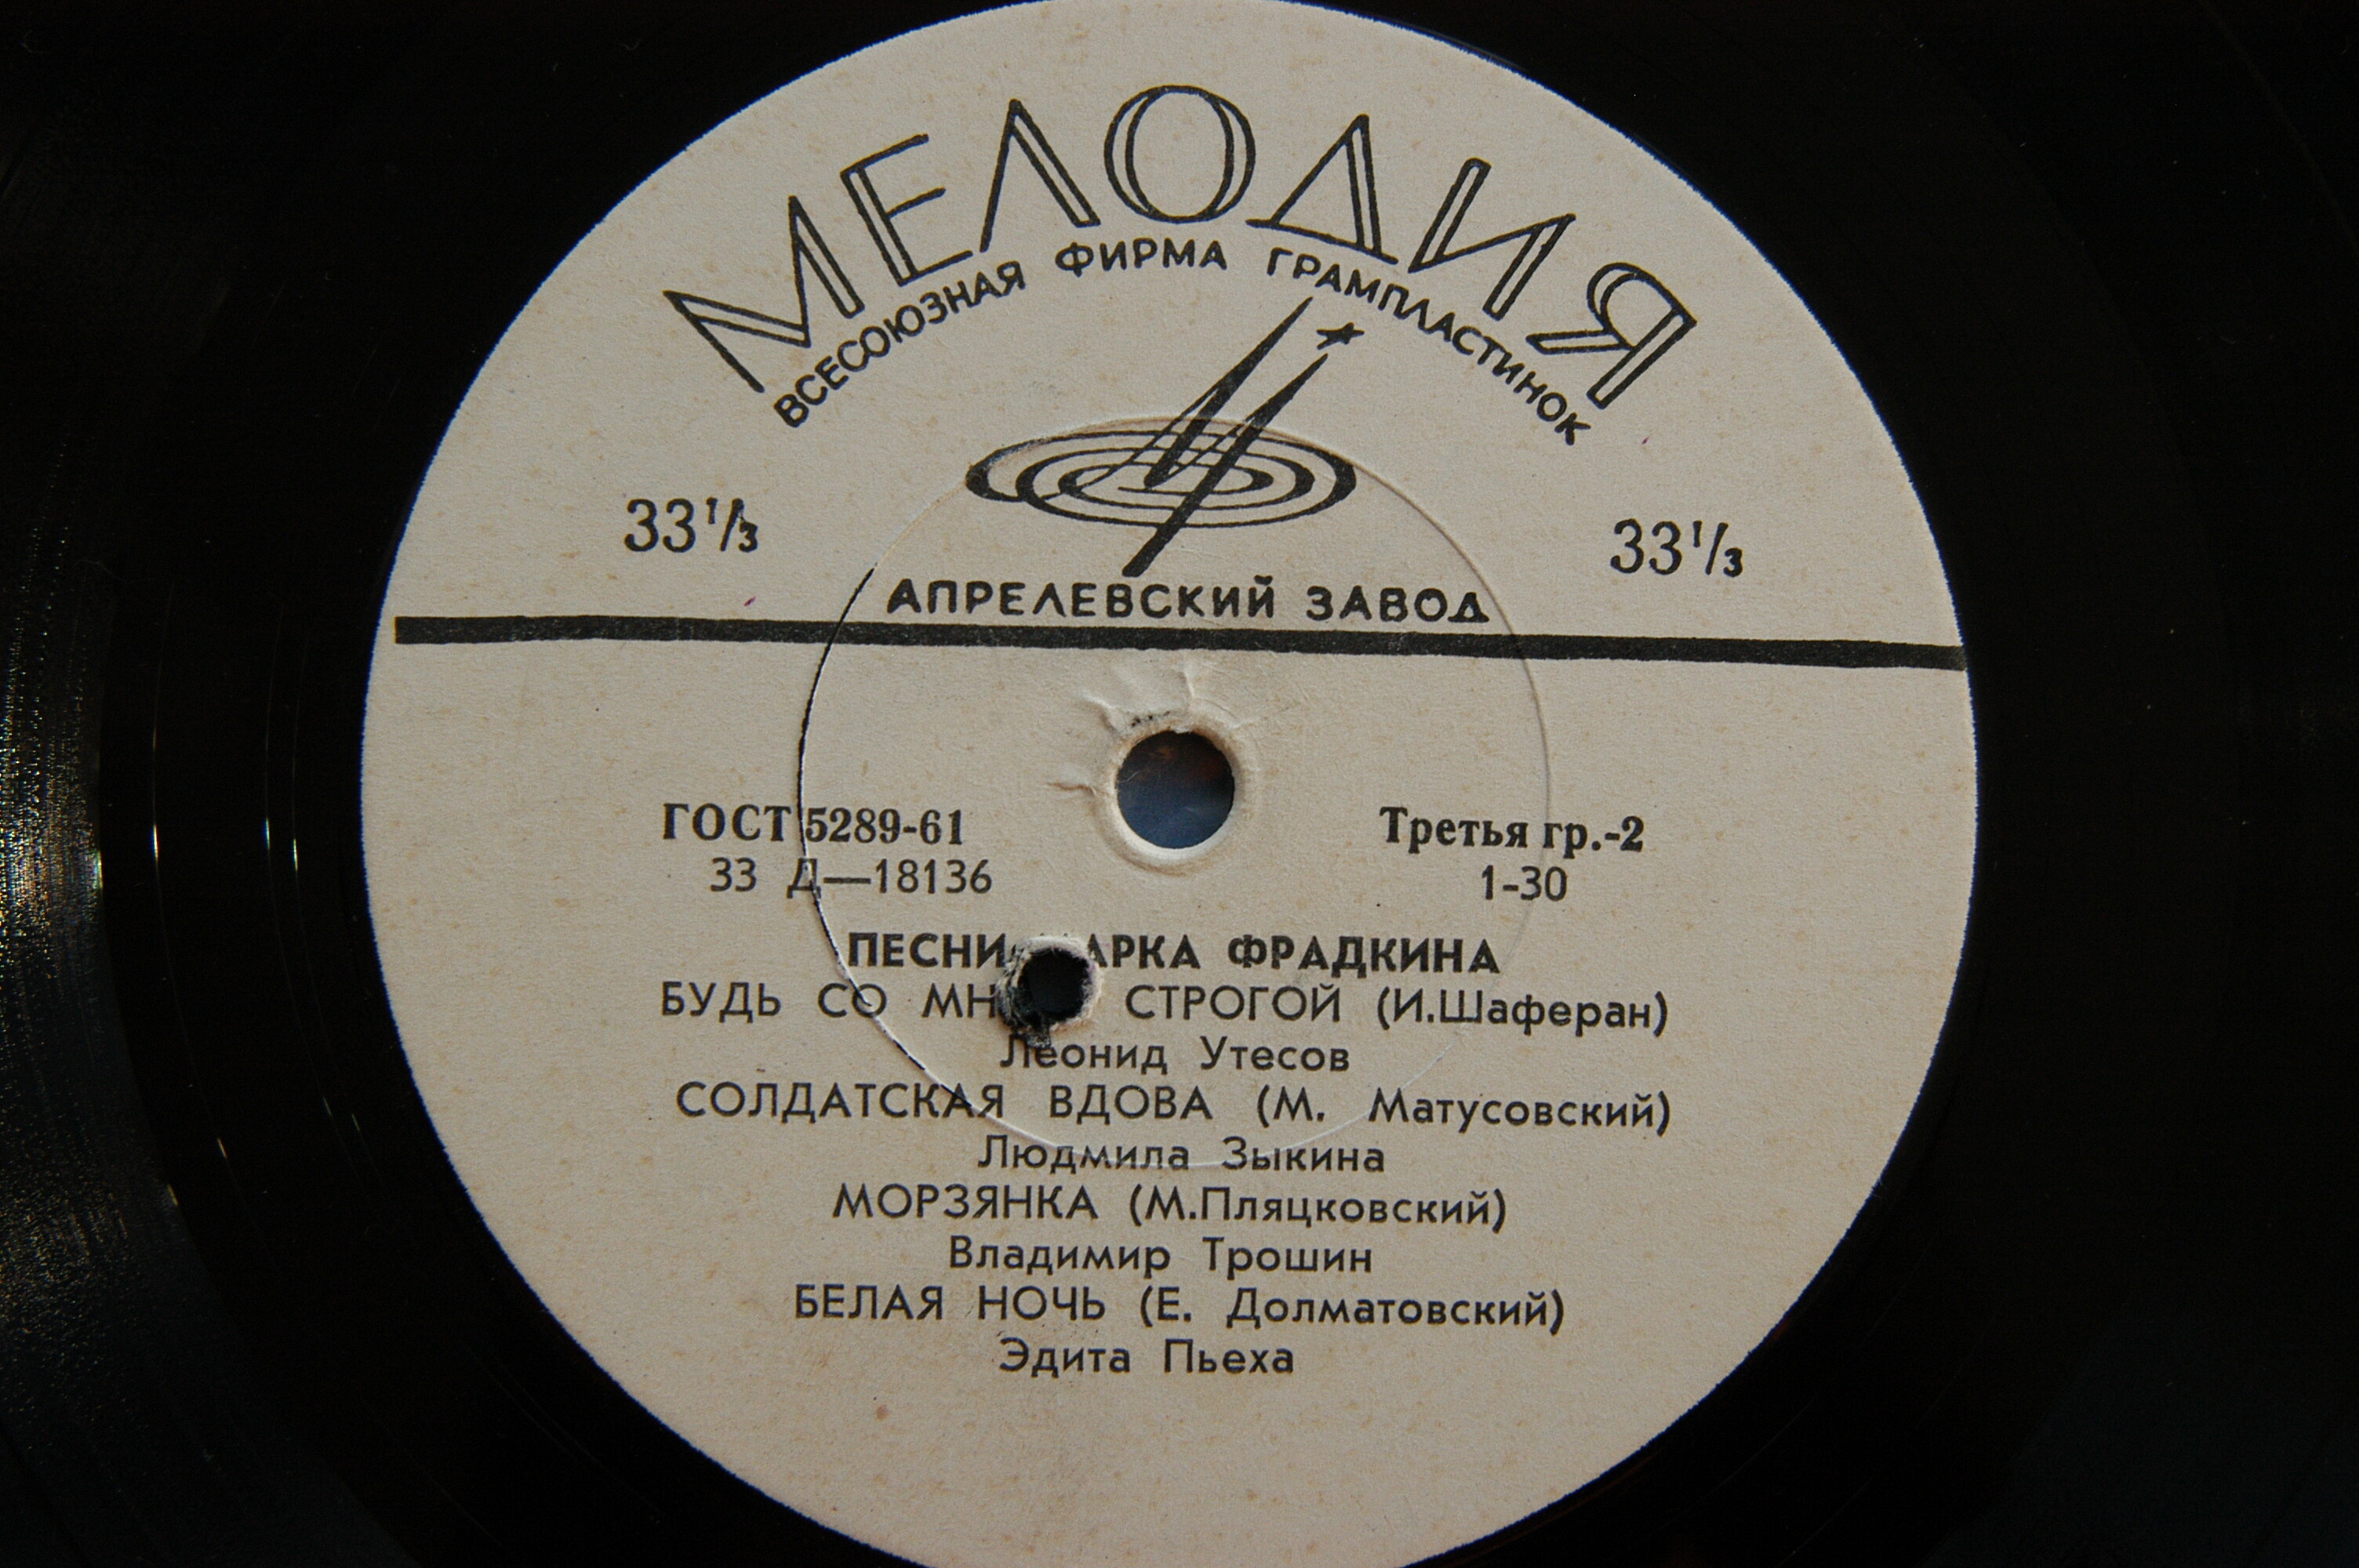 МЕЛОДИЯ
ВСЕСОЮЗНАЯ ФИРМА ГРАМПЛАСТИНОК
33⅓ 33⅓
АПРЕЛЕВСКИЙ ЗАВОД
ГОСТ 5289-61 Третья гр.-2
33 Д—18136 1-30
ПЕСНИ ФРАДКИНА
БУДЬ СО СТРОГОЙ (И.Шаферан)
Леонид Утесов
СОЛДАТСКАЯ ВДОВА (М. Матусовский)
Людмила Зыкина
МОРЗЯНКА (М.Пляцковский)
Владимир Трошин
БЕЛАЯ НОЧЬ (Е. Долматовский)
Эдита Пьеха